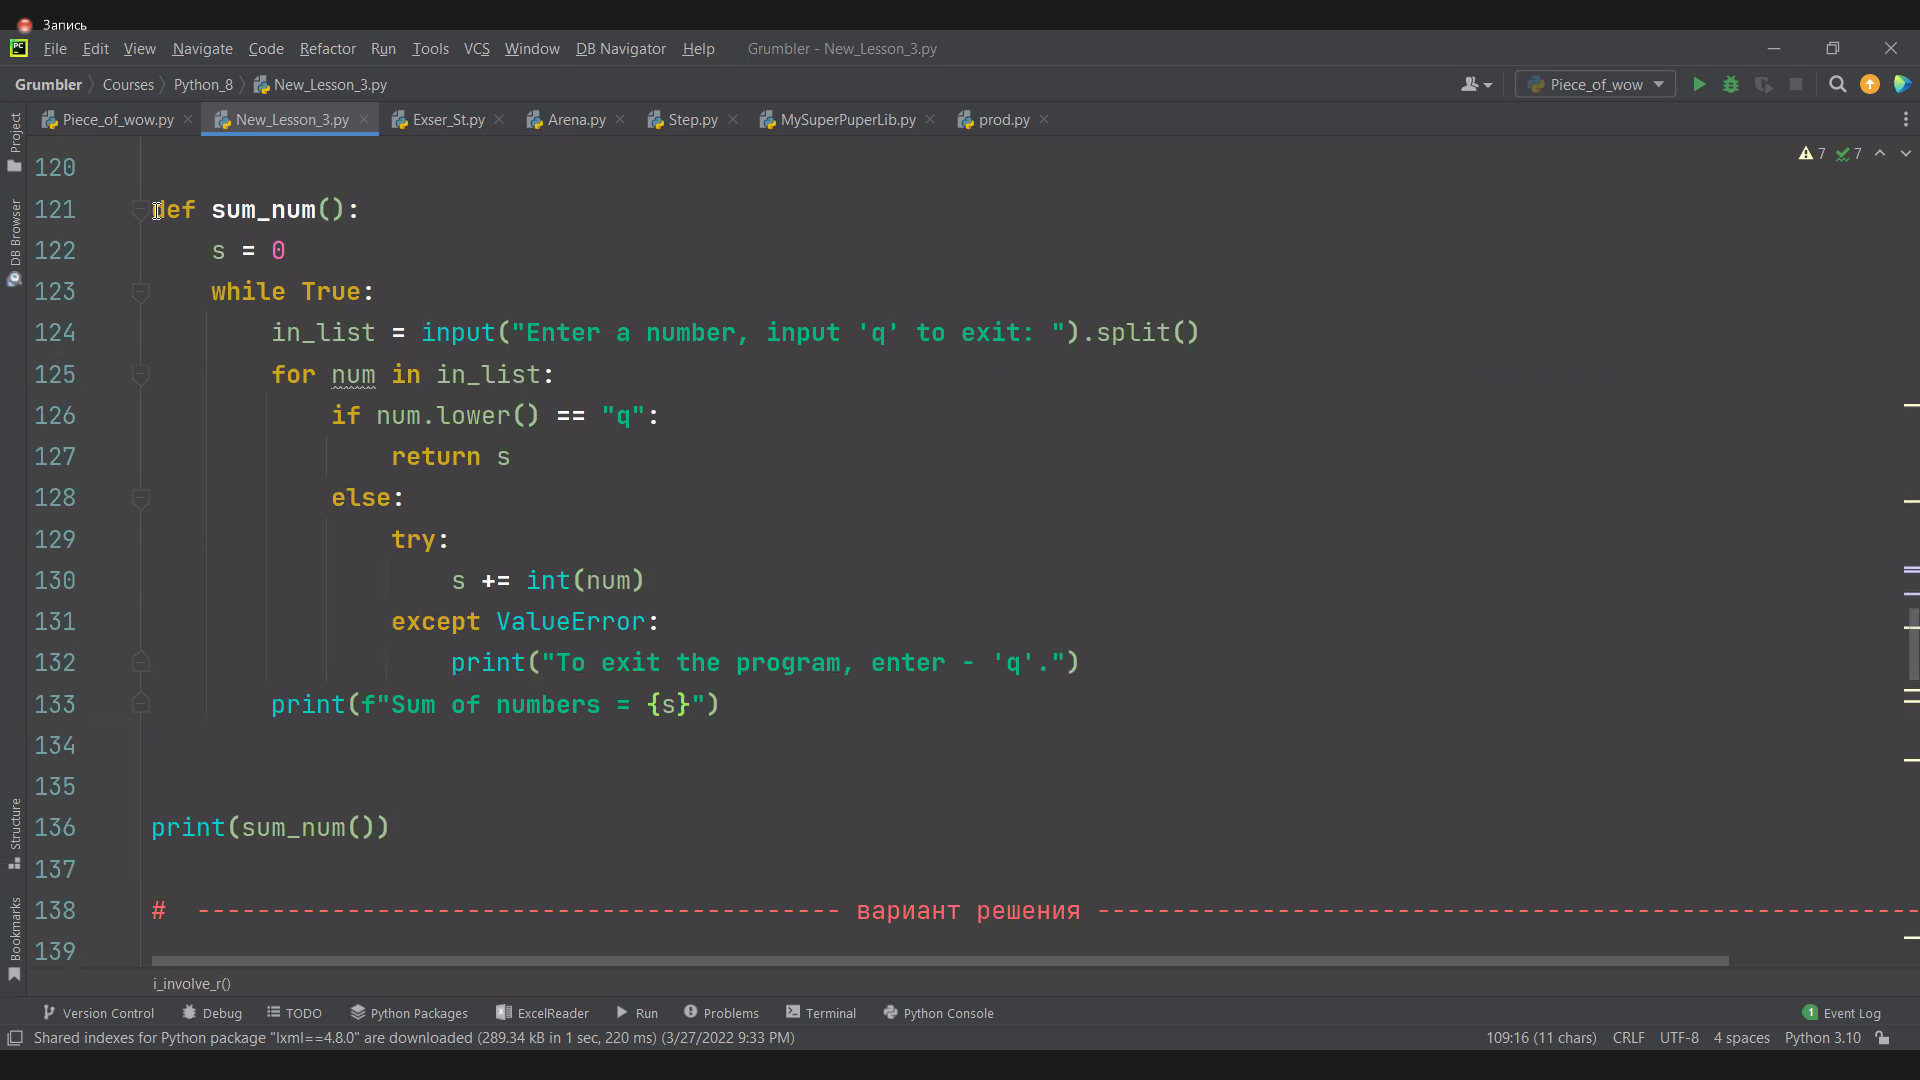 Запись
File Edit View Navigate Code Refactor Run Tools VCS Window DB Navigator Help Grumbler - New_Lesson_3.py
Grumbler Courses Python_8 New_Lesson_3.py Piece_of_wow
Piece_of_wow.py New_Lesson_3.py Exser_St.py Arena.py Step.py MySuperPuperLib.py prod.py
Project
DB Browser
Structure
Bookmarks
7 7
120
121 def sum_num():
122     s = 0
123     while True:
124         in_list = input("Enter a number, input 'q' to exit: ").split()
125         for num in in_list:
126             if num.lower() == "q":
127                 return s
128             else:
129                 try:
130                     s += int(num)
131                 except ValueError:
132                     print("To exit the program, enter - 'q'.")
133         print(f"Sum of numbers = {s}")
134
135
136 print(sum_num())
137
138 # ------------------------------------------- вариант решения -------------------------------------------------------
139
i_involve_r()
Version Control Debug TODO Python Packages ExcelReader Run Problems Terminal Python Console 1 Event Log
Shared indexes for Python package "lxml==4.8.0" are downloaded (289.34 kB in 1 sec, 220 ms) (3/27/2022 9:33 PM) 109:16 (11 chars) CRLF UTF-8 4 spaces Python 3.10